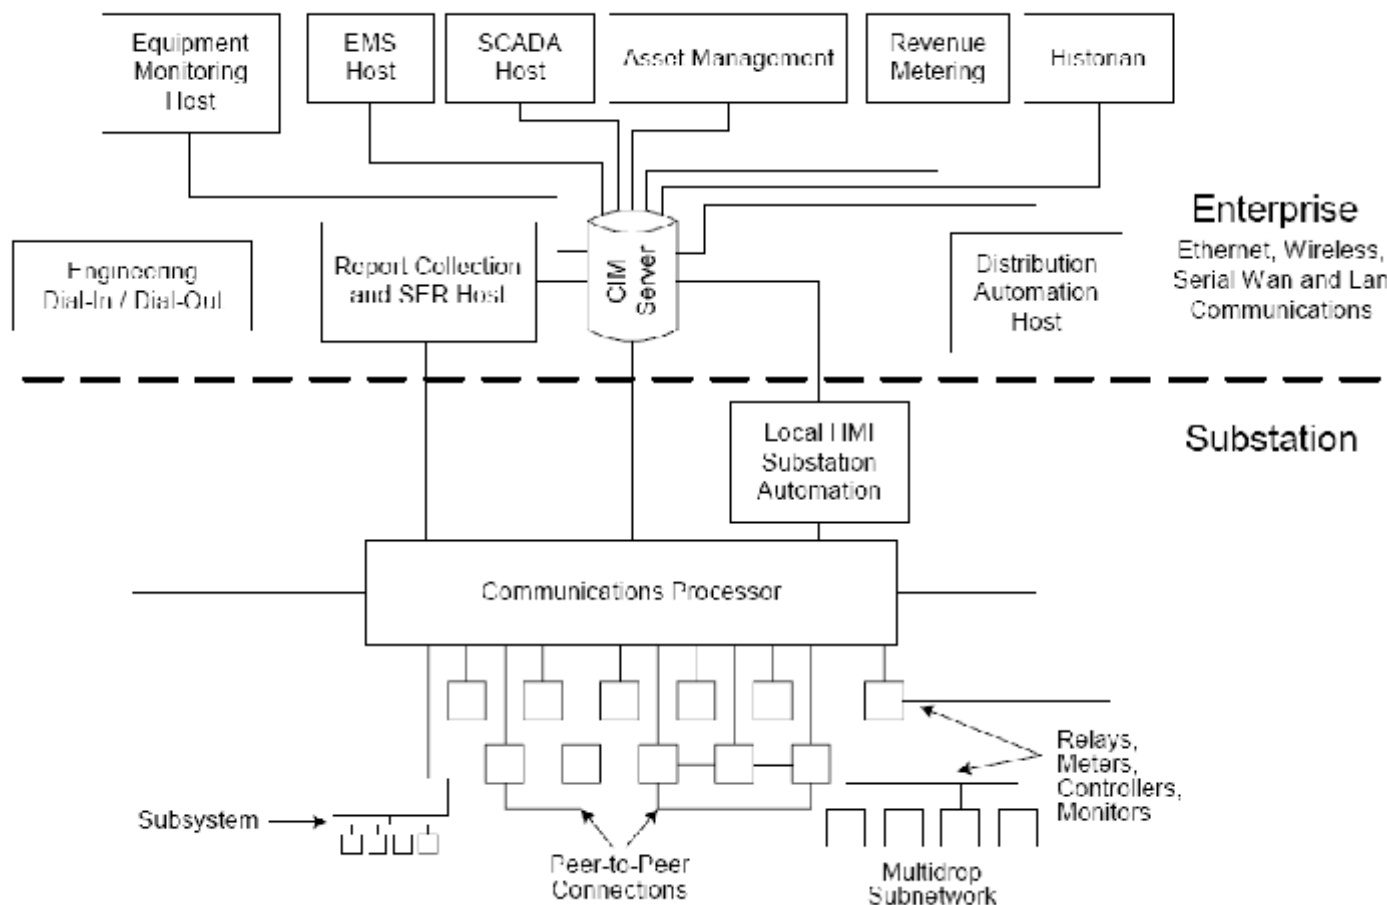 Equipment
Monitoring
Host
EMS
Host
SCADA
Host
Asset Management
Revenue
Metering
Historian
Enterprise
Ethernet, Wireless,
Serial Wan and Lan
Communications
Engineering
Dial-In / Dial-Out
Report Collection
and SER Host
CIM
Server
Distribution
Automation
Host
Substation
Local HMI
Substation
Automation
Communications Processor
Relays,
Meters,
Controllers,
Monitors
Subsystem
Peer-to-Peer
Connections
Multidrop
Subnetwork